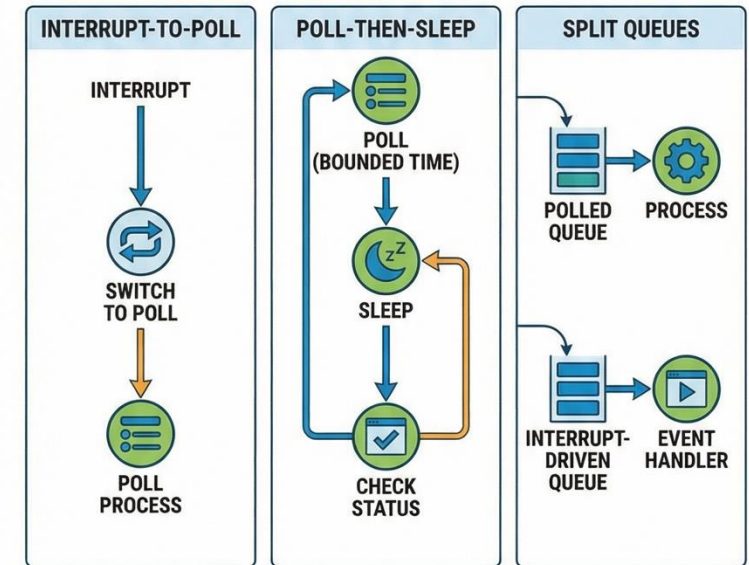 INTERRUPT-TO-POLL
INTERRUPT
SWITCH
TO POLL
POLL
PROCESS
POLL-THEN-SLEEP
POLL
(BOUNDED TIME)
zZ
SLEEP
CHECK
STATUS
SPLIT QUEUES
POLLED
QUEUE
PROCESS
INTERRUPT-
DRIVEN
QUEUE
EVENT
HANDLER